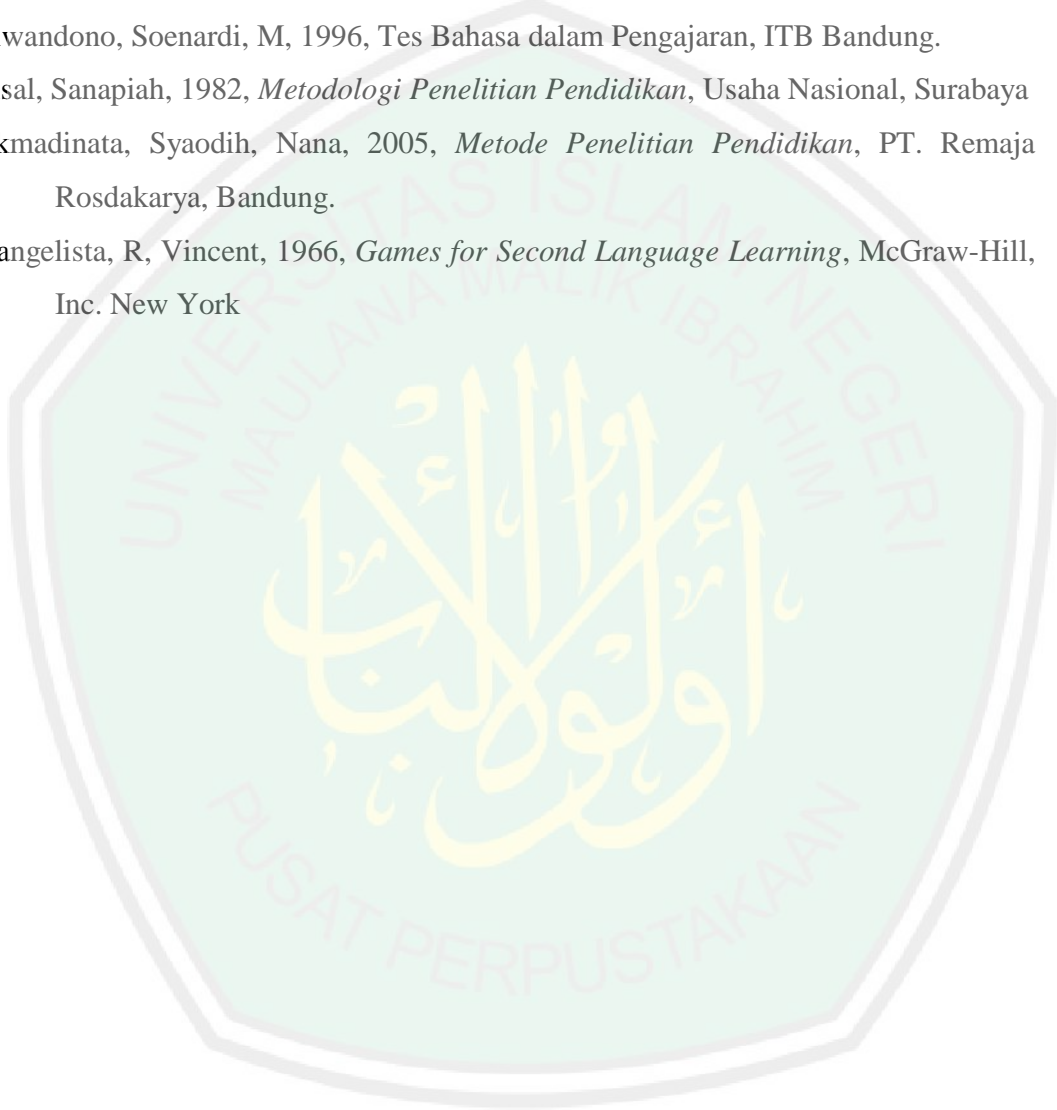 wandono, Soenardi, M, 1996, Tes Bahasa dalam Pengajaran, ITB Bandung.
sal, Sanapiah, 1982, Metodologi Penelitian Pendidikan, Usaha Nasional, Surabaya
kmadinata, Syaodih, Nana, 2005, Metode Penelitian Pendidikan, PT. Remaja
Rosdakarya, Bandung.
angelista, R, Vincent, 1966, Games for Second Language Learning, McGraw-Hill,
Inc. New York
UNIVERSITAS ISLAM NEGERI
MAULANA MALIK IBRAHIM
أولوا الألباب
PUSAT PERPUSTAKAAN